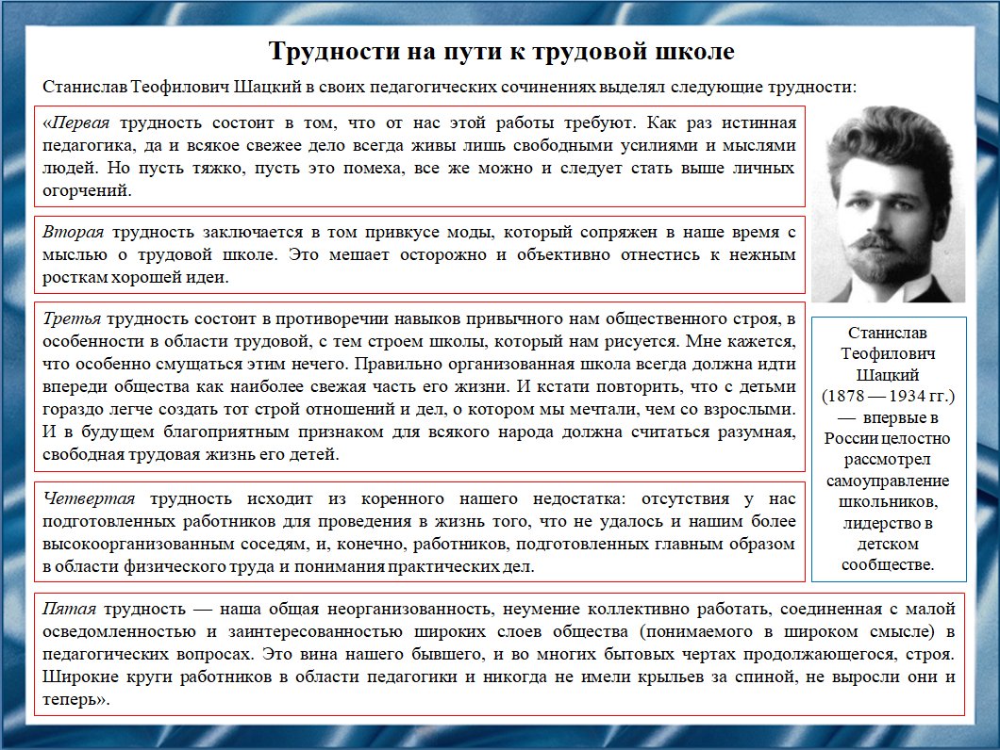 Трудности на пути к трудовой школе
Станислав Теофилович Шацкий в своих педагогических сочинениях выделял следующие трудности:
«Первая трудность состоит в том, что от нас этой работы требуют. Как раз истинная
педагогика, да и всякое свежее дело всегда живы лишь свободными усилиями и мыслями
людей. Но пусть тяжко, пусть это помеха, все же можно и следует стать выше личных
огорчений.
Вторая трудность заключается в том привкусе моды, который сопряжен в наше время с
мыслью о трудовой школе. Это мешает осторожно и объективно отнестись к нежным
росткам хорошей идеи.
Третья трудность состоит в противоречии навыков привычного нам общественного строя, в
особенности в области трудовой, с тем строем школы, который нам рисуется. Мне кажется,
что особенно смущаться этим нечего. Правильно организованная школа всегда должна идти
впереди общества как наиболее свежая часть его жизни. И кстати повторить, что с детьми
гораздо легче создать тот строй отношений и дел, о котором мы мечтали, чем со взрослыми.
И в будущем благоприятным признаком для всякого народа должна считаться разумная,
свободная трудовая жизнь его детей.
Четвертая трудность исходит из коренного нашего недостатка: отсутствия у нас
подготовленных работников для проведения в жизнь того, что не удалось и нашим более
высокоорганизованным соседям, и, конечно, работников, подготовленных главным образом
в области физического труда и понимания практических дел.
Станислав
Теофилович
Шацкий
(1878 — 1934 гг.)
— впервые в
России целостно
рассмотрел
самоуправление
школьников,
лидерство в
детском
сообществе.
Пятая трудность — наша общая неорганизованность, неумение коллективно работать, соединенная с малой
осведомленностью и заинтересованностью широких слоев общества (понимаемого в широком смысле) в
педагогических вопросах. Это вина нашего бывшего, и во многих бытовых чертах продолжающегося, строя.
Широкие круги работников в области педагогики и никогда не имели крыльев за спиной, не выросли они и
теперь».